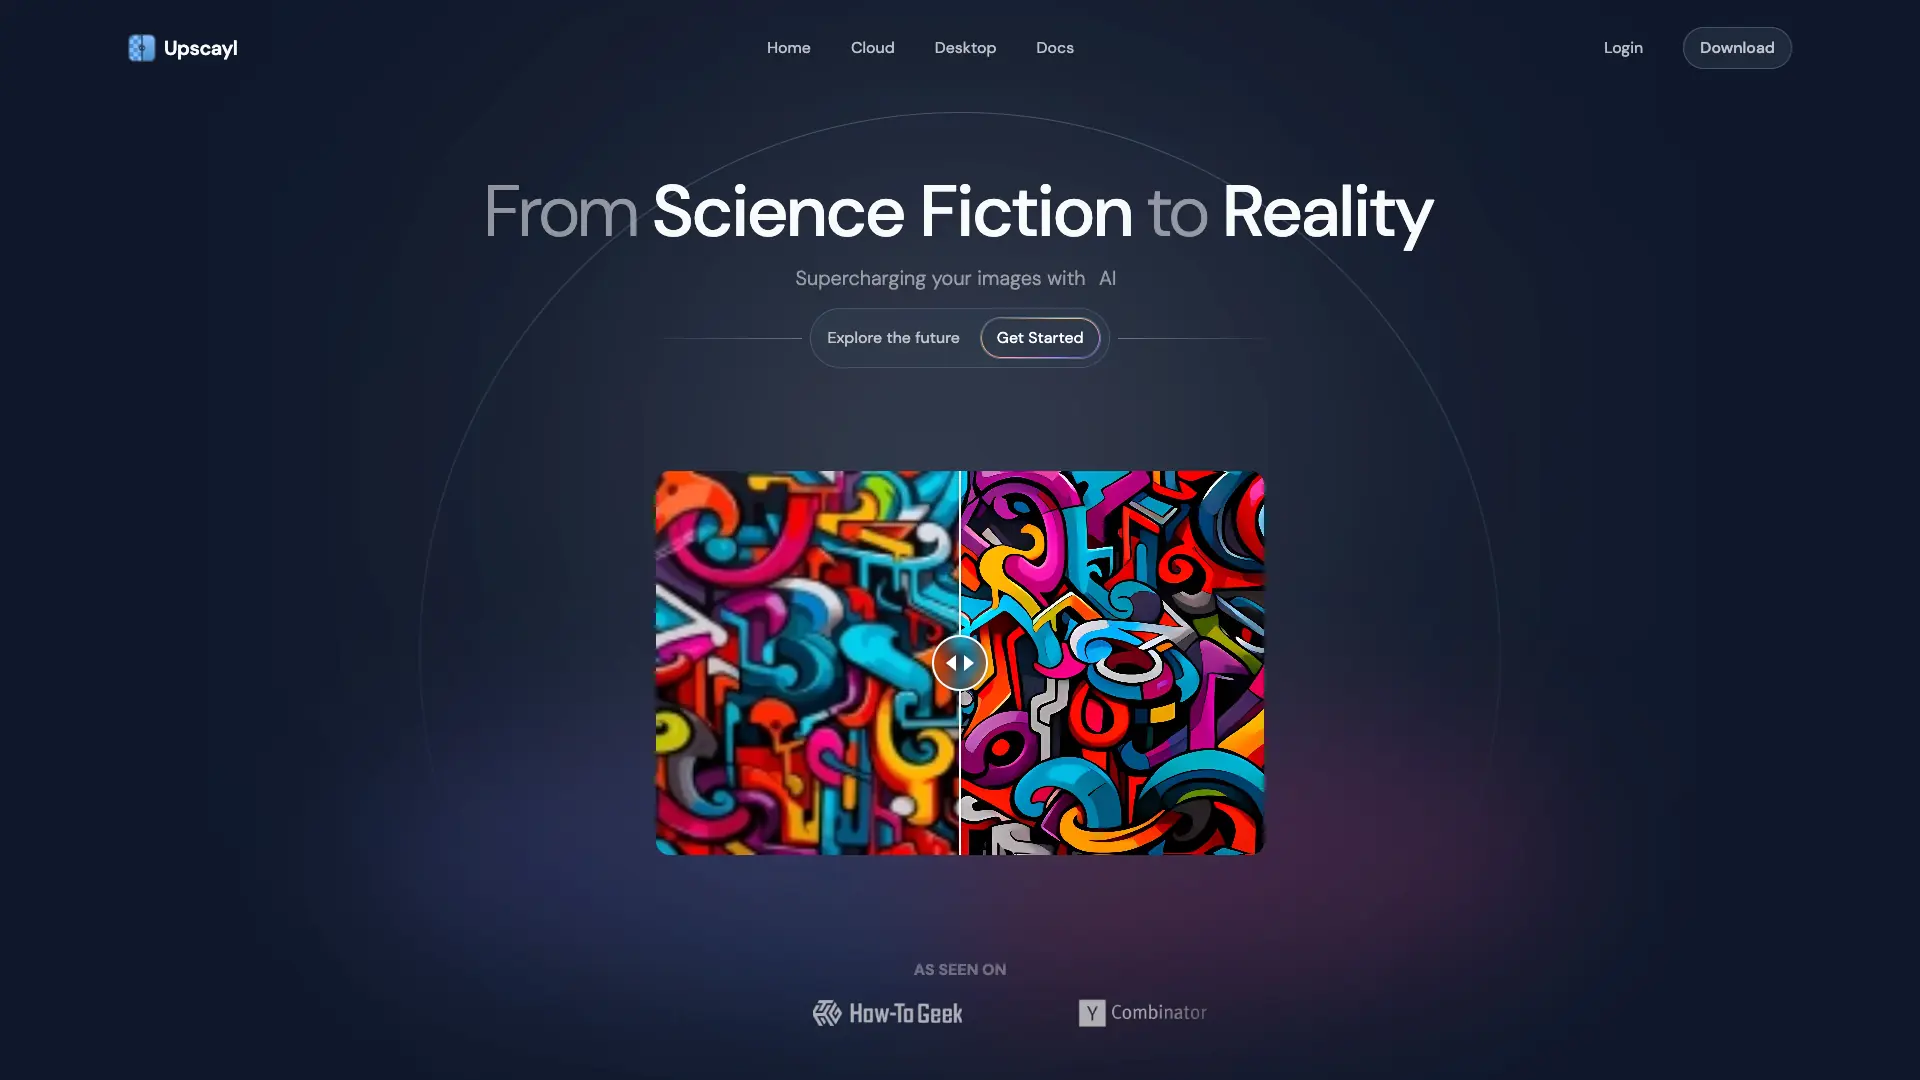 Upscayl
Home
Cloud
Desktop
Docs
Login
Download
From Science Fiction to Reality
Supercharging your images with AI
Explore the future
Get Started
AS SEEN ON
How-To Geek
Y Combinator